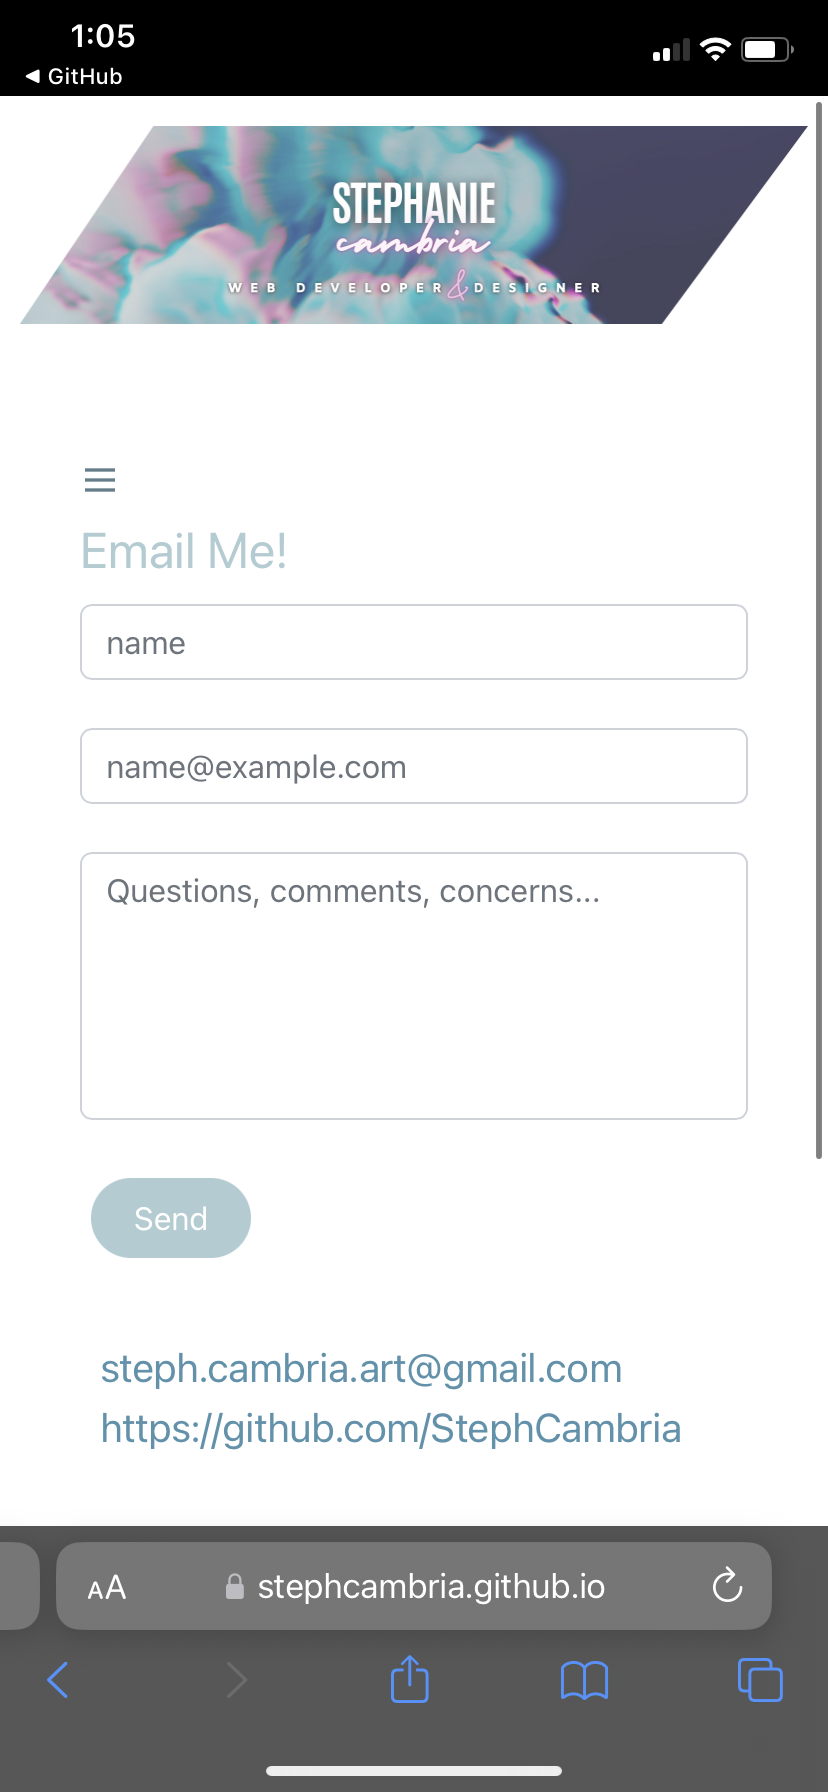 1:05
◀ GitHub
STEPHANIE
cambria
WEB DEVELOPER & DESIGNER
Email Me!
name
name@example.com
Questions, comments, concerns...
Send
steph.cambria.art@gmail.com
https://github.com/StephCambria
AA stephcambria.github.io